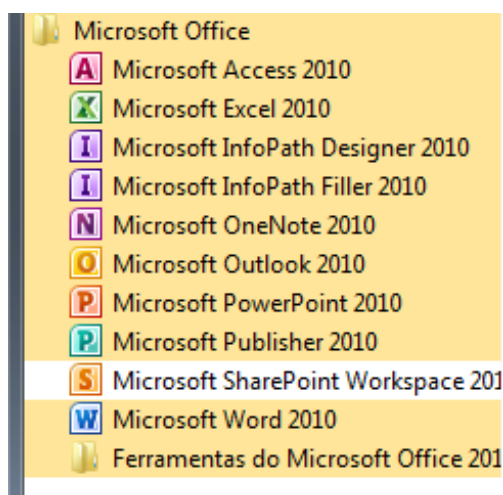 Microsoft Office
Microsoft Access 2010
Microsoft Excel 2010
Microsoft InfoPath Designer 2010
Microsoft InfoPath Filler 2010
Microsoft OneNote 2010
Microsoft Outlook 2010
Microsoft PowerPoint 2010
Microsoft Publisher 2010
Microsoft SharePoint Workspace 201
Microsoft Word 2010
Ferramentas do Microsoft Office 201